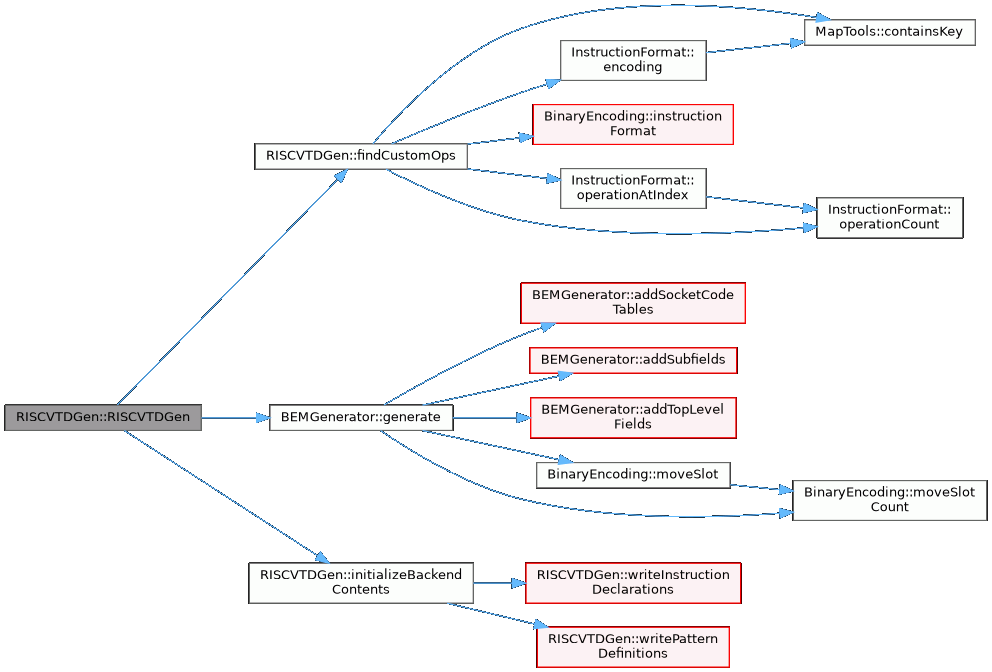 MapTools::containsKey
InstructionFormat::
encoding
BinaryEncoding::instruction
Format
RISCVTDGen::findCustomOps
InstructionFormat::
operationAtIndex
InstructionFormat::
operationCount
BEMGenerator::addSocketCode
Tables
BEMGenerator::addSubfields
RISCVTDGen::RISCVTDGen
BEMGenerator::generate
BEMGenerator::addTopLevel
Fields
BinaryEncoding::moveSlot
BinaryEncoding::moveSlot
Count
RISCVTDGen::initializeBackend
Contents
RISCVTDGen::writeInstruction
Declarations
RISCVTDGen::writePattern
Definitions